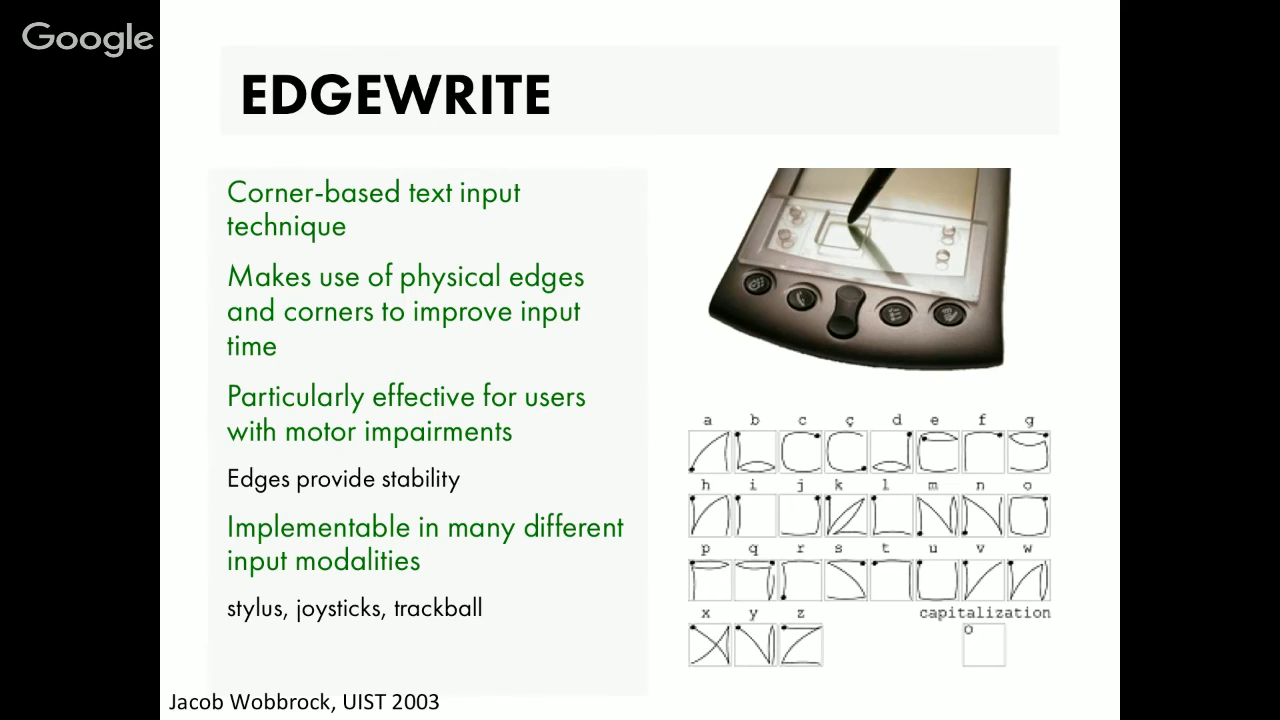 Google
EDGEWRITE
Corner-based text input
technique
Makes use of physical edges
and corners to improve input
time
Particularly effective for users
with motor impairments
Edges provide stability
Implementable in many different
input modalities
stylus, joysticks, trackball
a b c ç d e f g
h i j k l m n o
p q r s t u v w
x y z capitalization
Jacob Wobbrock, UIST 2003